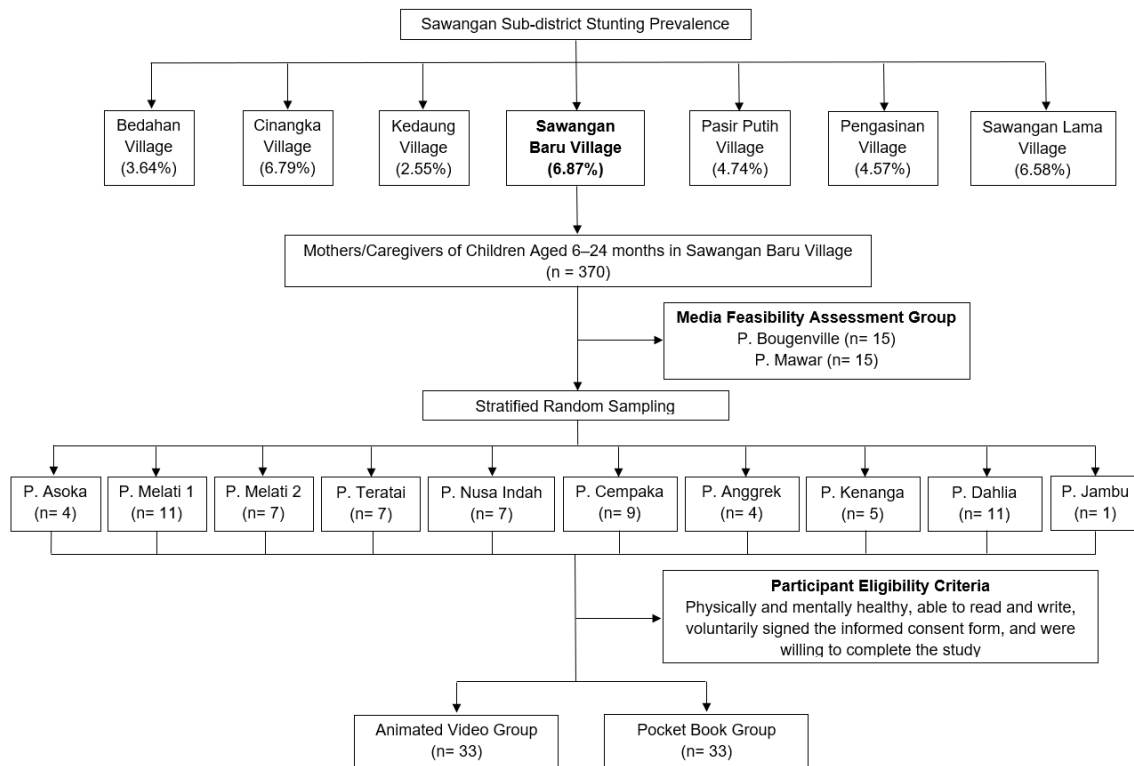 Sawangan Sub-district Stunting Prevalence
Bedahan
Village
(3.64%)
Cinangka
Village
(6.79%)
Kedaung
Village
(2.55%)
Sawangan
Baru Village
(6.87%)
Pasir Putih
Village
(4.74%)
Pengasinan
Village
(4.57%)
Sawangan Lama
Village
(6.58%)
Mothers/Caregivers of Children Aged 6–24 months in Sawangan Baru Village
(n = 370)
Media Feasibility Assessment Group
P. Bougenville (n= 15)
P. Mawar (n= 15)
Stratified Random Sampling
P. Asoka
(n= 4)
P. Melati 1
(n= 11)
P. Melati 2
(n= 7)
P. Teratai
(n= 7)
P. Nusa Indah
(n= 7)
P. Cempaka
(n= 9)
P. Anggrek
(n= 4)
P. Kenanga
(n= 5)
P. Dahlia
(n= 11)
P. Jambu
(n= 1)
Participant Eligibility Criteria
Physically and mentally healthy, able to read and write,
voluntarily signed the informed consent form, and were
willing to complete the study
Animated Video Group
(n= 33)
Pocket Book Group
(n= 33)